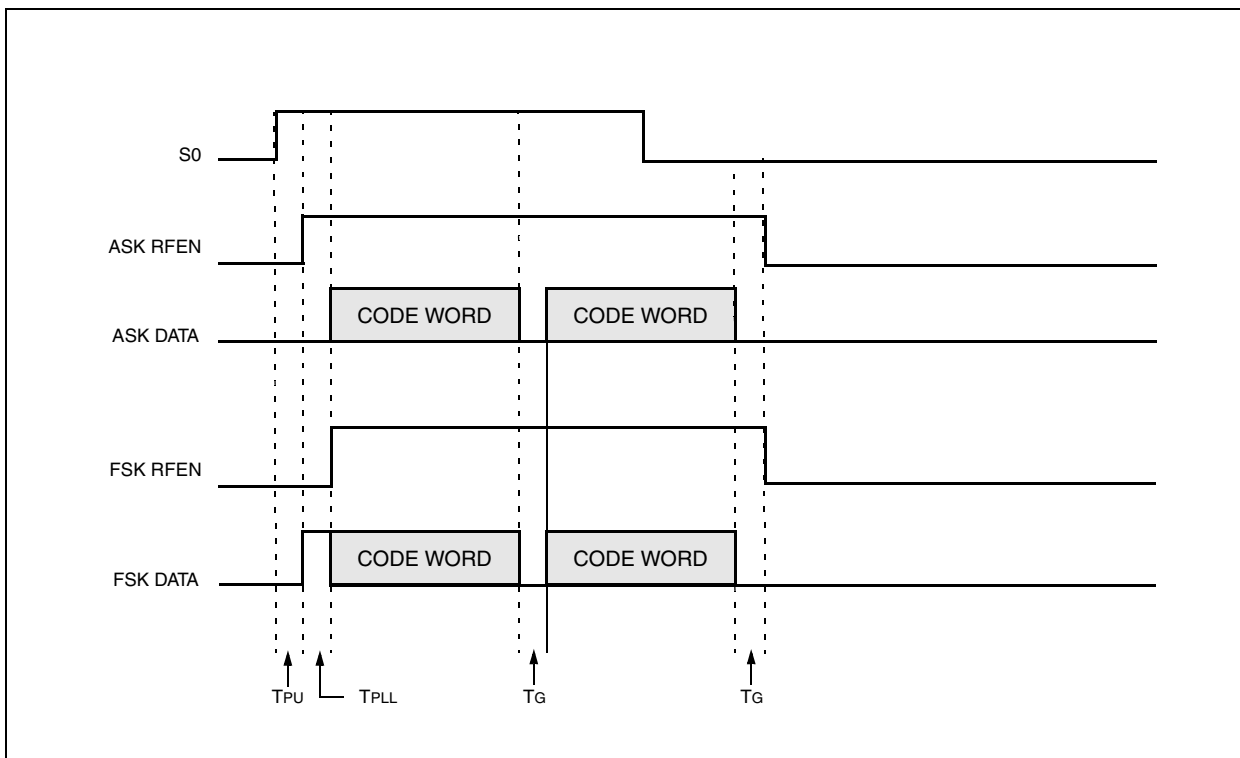 S0
ASK RFEN
CODE WORD CODE WORD
ASK DATA
FSK RFEN
CODE WORD CODE WORD
FSK DATA
TPU TPLL TG TG